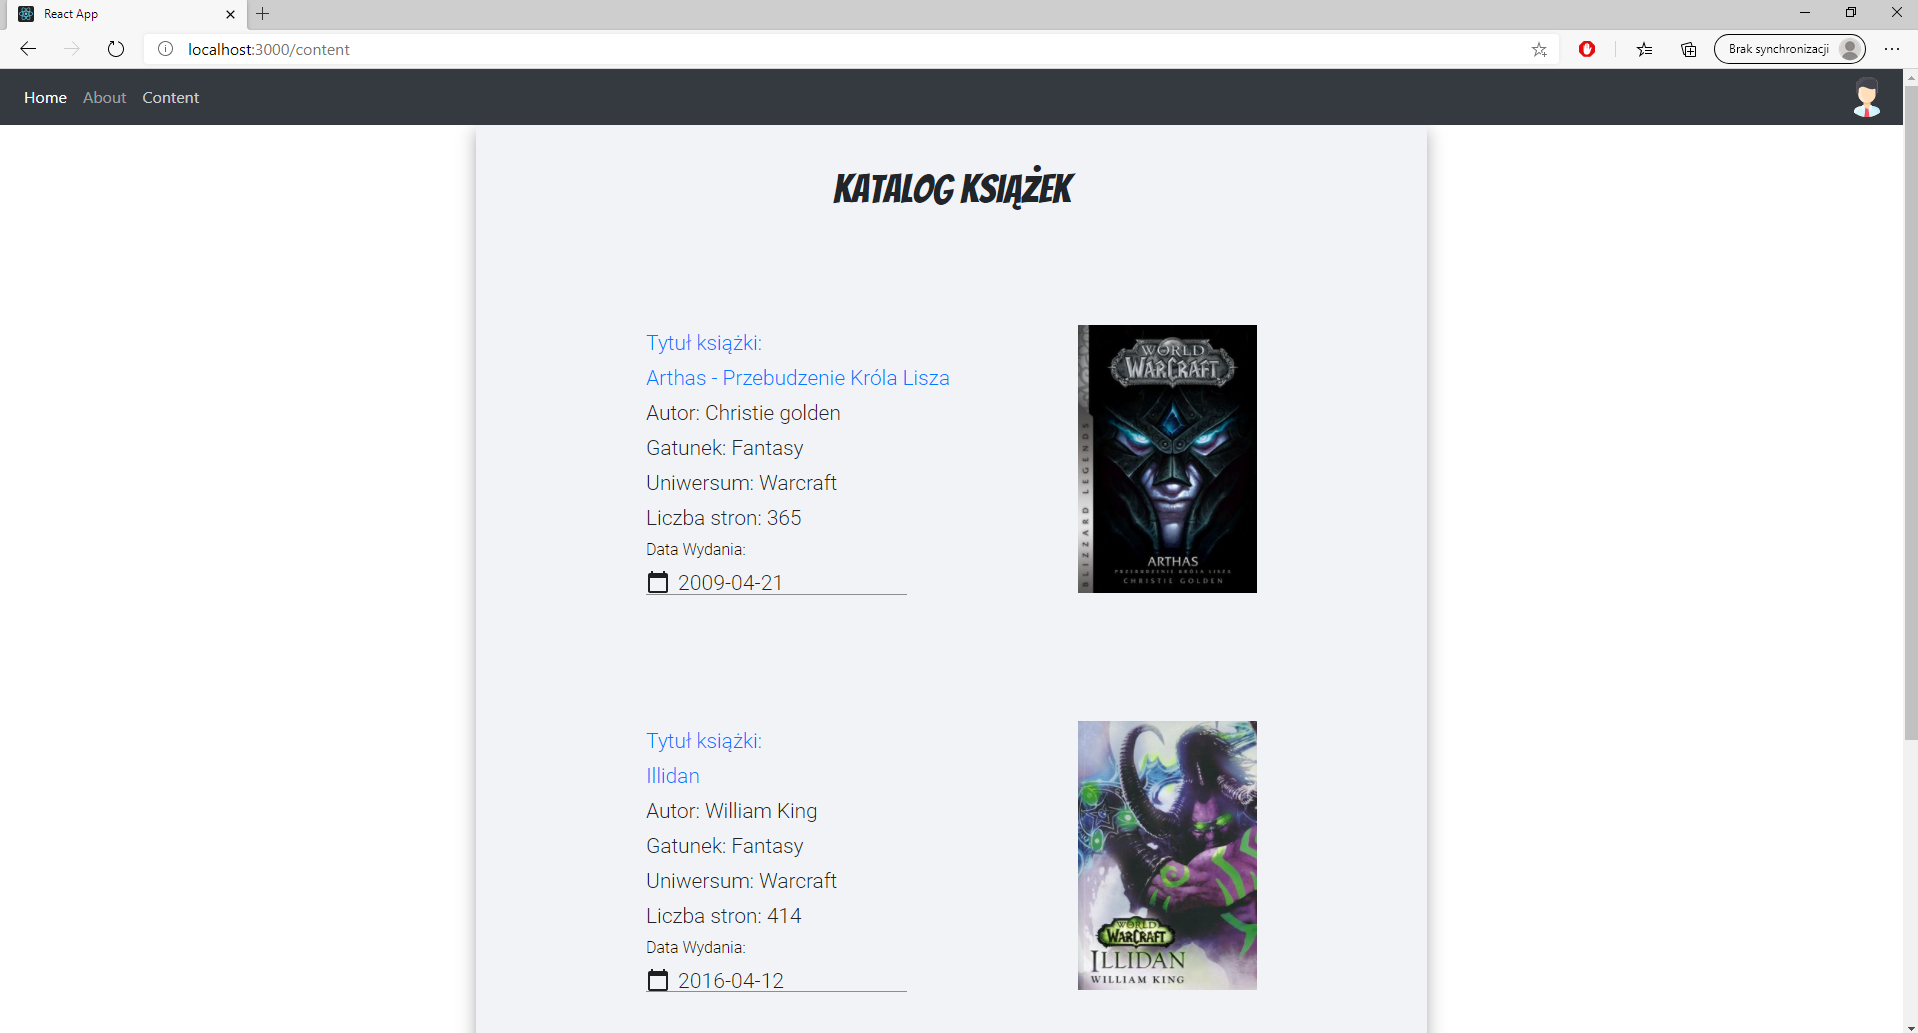 React App
localhost:3000/content
Brak synchronizacji
Home About Content
KATALOG KSIĄŻEK
Tytuł książki:
Arthas - Przebudzenie Króla Lisza
Autor: Christie golden
Gatunek: Fantasy
Uniwersum: Warcraft
Liczba stron: 365
Data Wydania:
2009-04-21
BLIZZARD LEGENDS
WORLD
WARCRAFT
ARTHAS
PRZEBUDZENIE KRÓLA LISZA
CHRISTIE GOLDEN
Tytuł książki:
Illidan
Autor: William King
Gatunek: Fantasy
Uniwersum: Warcraft
Liczba stron: 414
Data Wydania:
2016-04-12
WORLD
WARCRAFT
ILLIDAN
WILLIAM KING